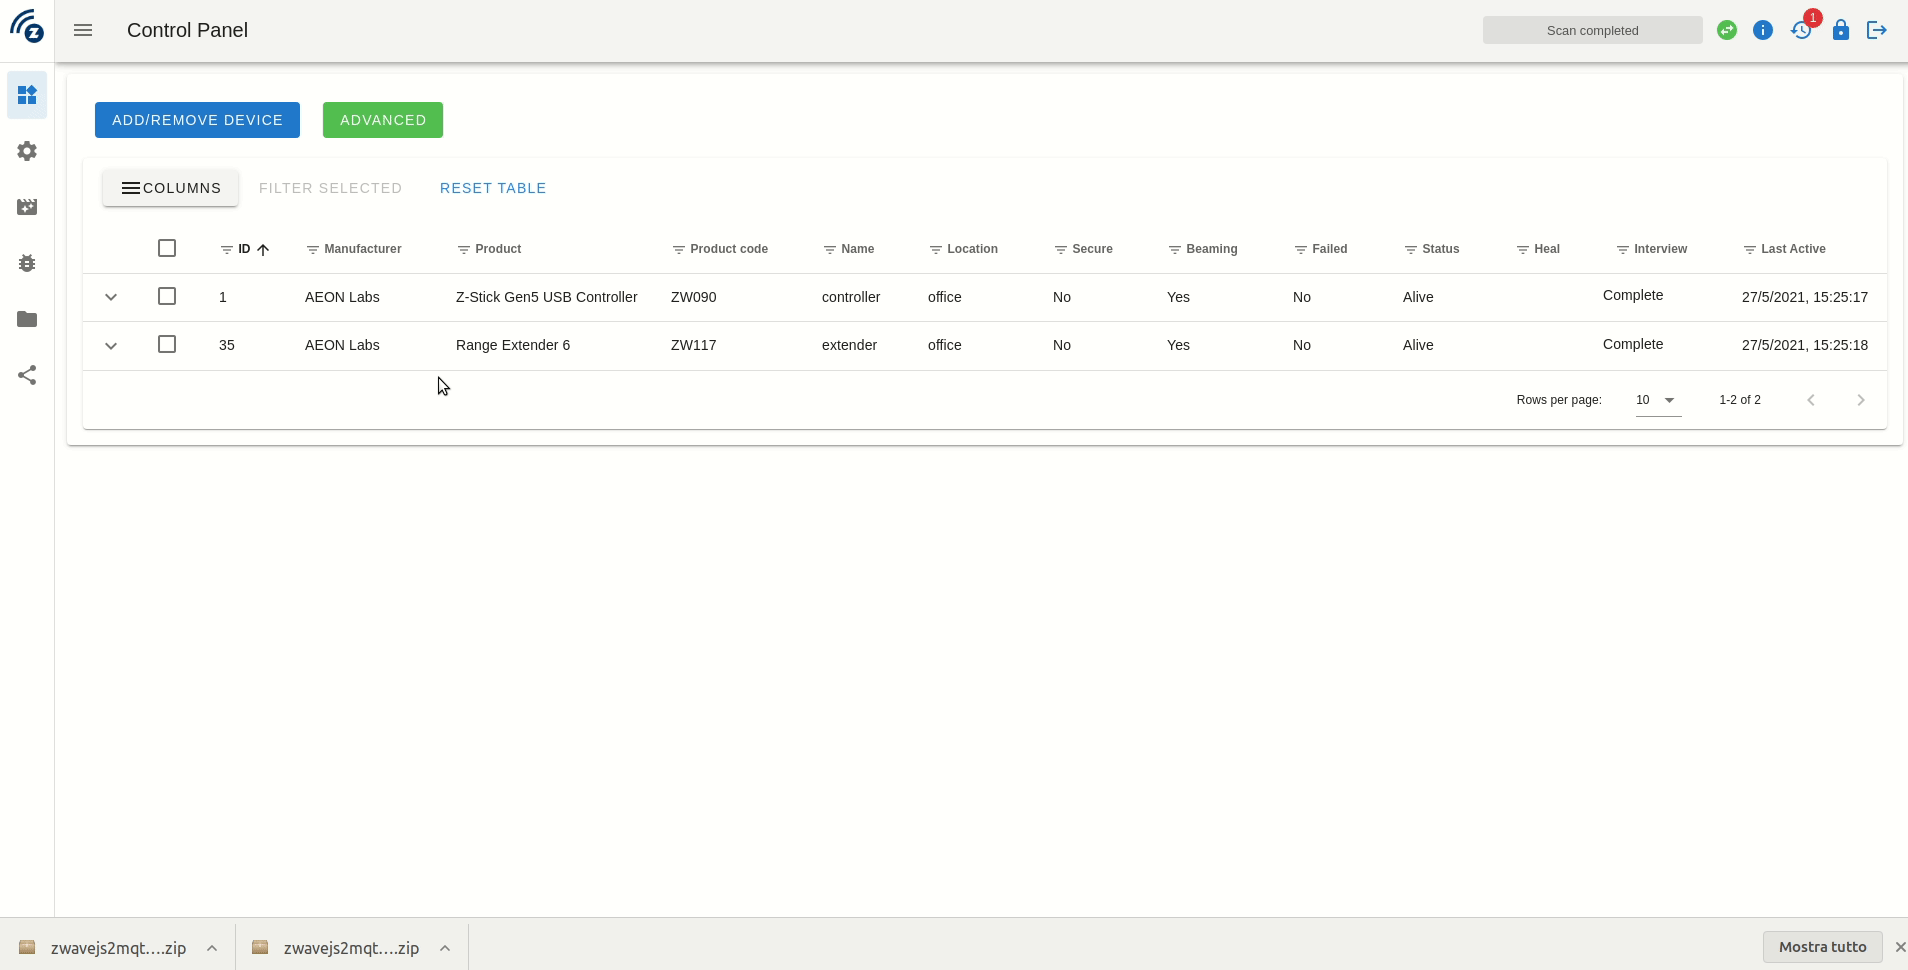 Control Panel
Scan completed
1
ADD/REMOVE DEVICE
ADVANCED
COLUMNS
FILTER SELECTED
RESET TABLE
ID Manufacturer Product Product code Name Location Secure Beaming Failed Status Heal Interview Last Active
1 AEON Labs Z-Stick Gen5 USB Controller ZW090 controller office No Yes No Alive Complete 27/5/2021, 15:25:17
35 AEON Labs Range Extender 6 ZW117 extender office No Yes No Alive Complete 27/5/2021, 15:25:18
Rows per page: 10 1-2 of 2
zwavejs2mqt....zip
zwavejs2mqt....zip
Mostra tutto